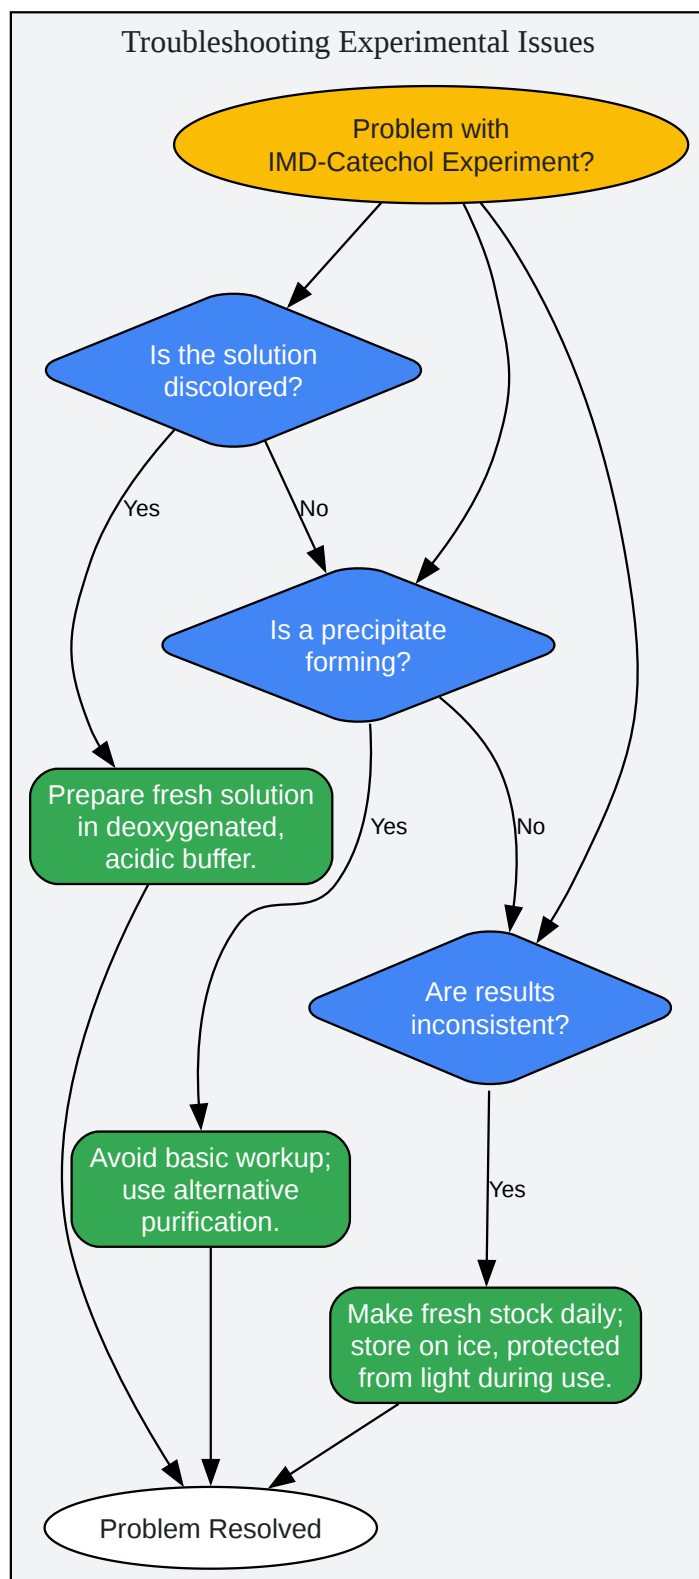 Troubleshooting Experimental Issues
Problem with
IMD-Catechol Experiment?
Is the solution
discolored?
Yes
No
Is a precipitate
forming?
Prepare fresh solution
in deoxygenated,
acidic buffer.
Yes
No
Are results
inconsistent?
Avoid basic workup;
use alternative
purification.
Yes
Make fresh stock daily;
store on ice, protected
from light during use.
Problem Resolved